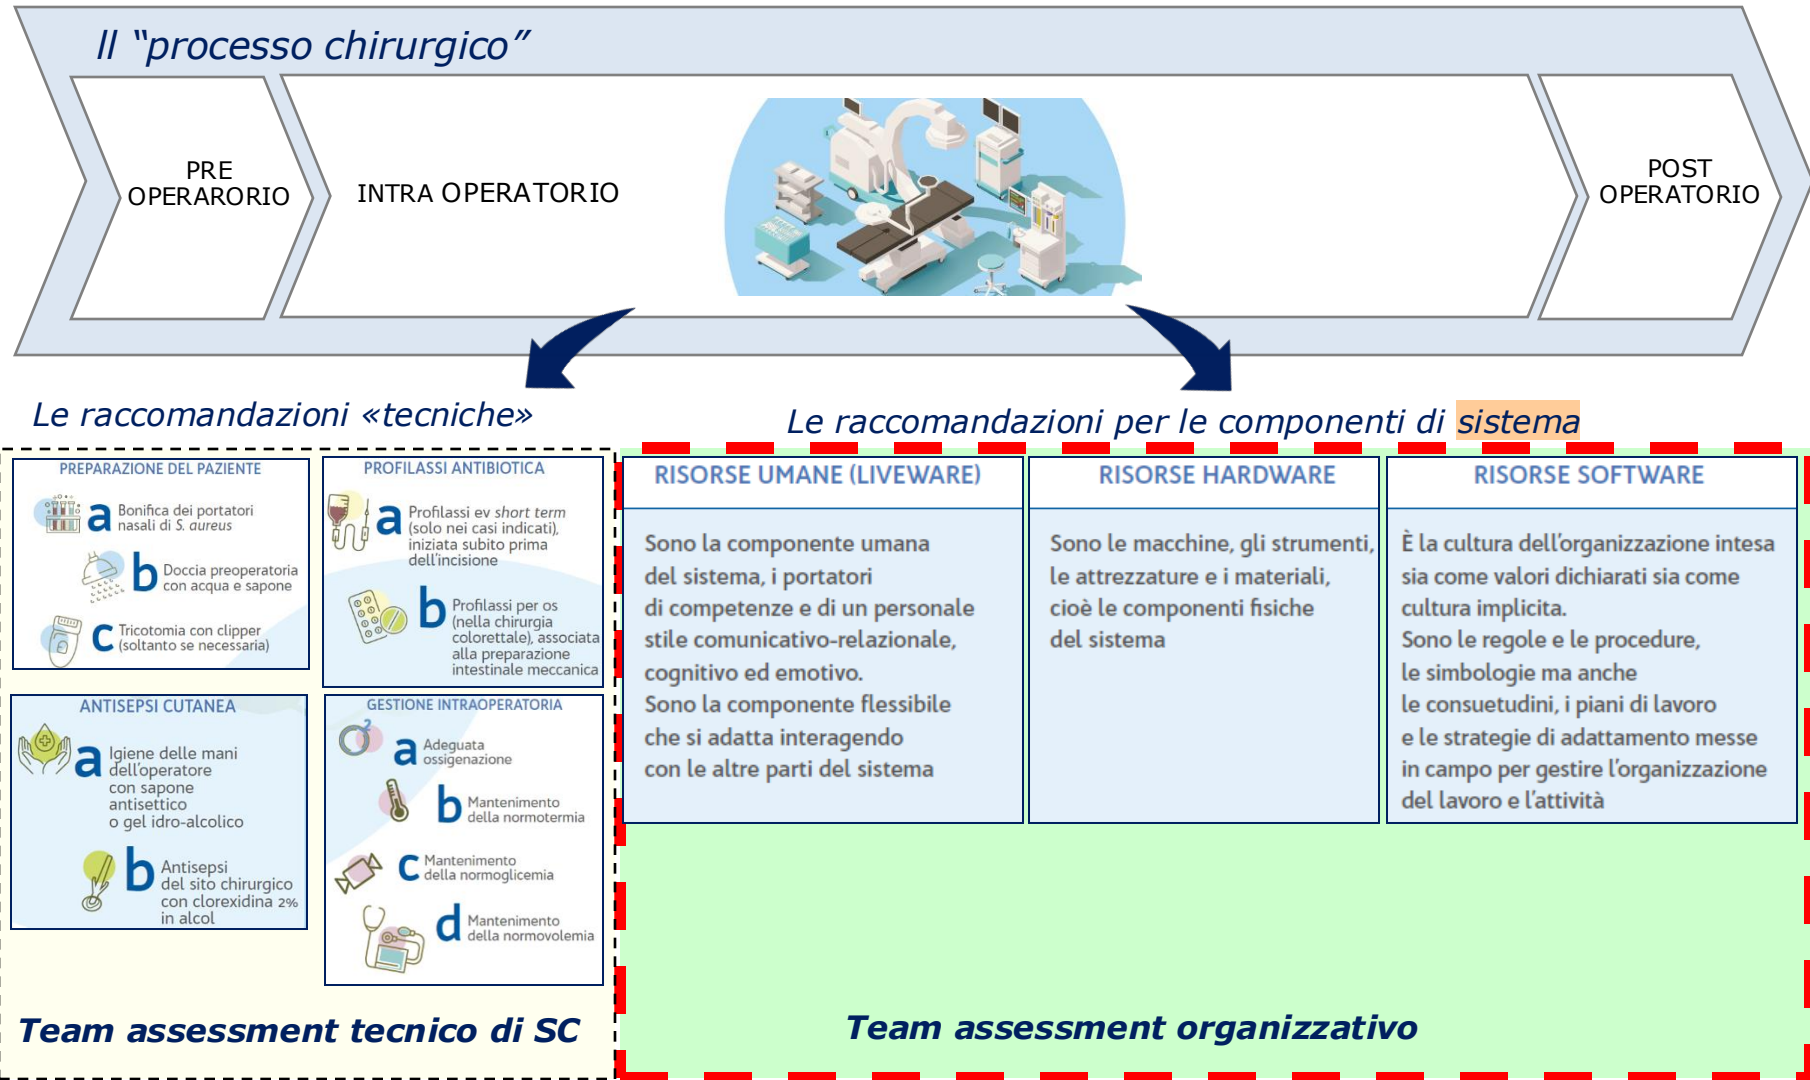 Il “processo chirurgico”
PRE
OPERARORIO
INTRA OPERATORIO
POST
OPERATORIO
Le raccomandazioni «tecniche»
Le raccomandazioni per le componenti di sistema
PREPARAZIONE DEL PAZIENTE
a Bonifica dei portatori
nasali di S. aureus
b Doccia preoperatoria
con acqua e sapone
c Tricotomia con clipper
(soltanto se necessaria)
PROFILASSI ANTIBIOTICA
a Profilassi ev short term
(solo nei casi indicati),
iniziata subito prima
dell’incisione
b Profilassi per os
(nella chirurgia
colorettale), associata
alla preparazione
intestinale meccanica
ANTISEPSI CUTANEA
a Igiene delle mani
dell’operatore
con sapone
antisettico
o gel idro-alcolico
b Antisepsi
del sito chirurgico
con clorexidina 2%
in alcol
GESTIONE INTRAOPERATORIA
2
a Adeguata
ossigenazione
b Mantenimento
della normotermia
c Mantenimento
della normoglicemia
d Mantenimento
della normovolemia
Team assessment tecnico di SC
RISORSE UMANE (LIVEWARE)
Sono la componente umana
del sistema, i portatori
di competenze e di un personale
stile comunicativo-relazionale,
cognitivo ed emotivo.
Sono la componente flessibile
che si adatta interagendo
con le altre parti del sistema
RISORSE HARDWARE
Sono le macchine, gli strumenti,
le attrezzature e i materiali,
cioè le componenti fisiche
del sistema
RISORSE SOFTWARE
È la cultura dell’organizzazione intesa
sia come valori dichiarati sia come
cultura implicita.
Sono le regole e le procedure,
le simbologie ma anche
le consuetudini, i piani di lavoro
e le strategie di adattamento messe
in campo per gestire l’organizzazione
del lavoro e l’attività
Team assessment organizzativo